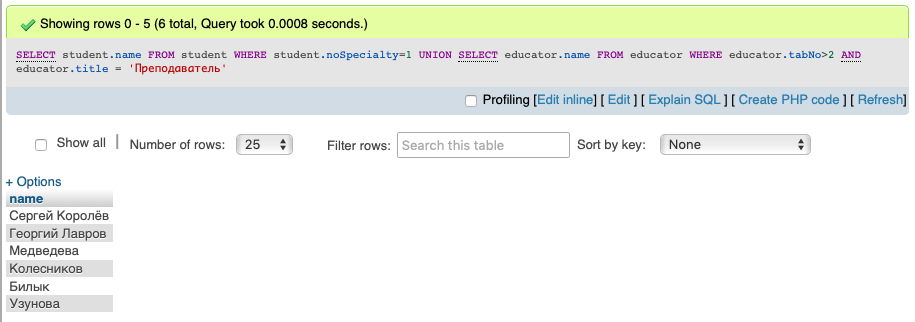 Showing rows 0 - 5 (6 total, Query took 0.0008 seconds.)
SELECT student.name FROM student WHERE student.noSpecialty=1 UNION SELECT educator.name FROM educator WHERE educator.tabNo>2 AND
educator.title = 'Преподаватель'
Profiling [Edit inline] [ Edit ] [ Explain SQL ] [ Create PHP code ] [ Refresh]
Show all | Number of rows: 25 Filter rows: Search this table Sort by key: None
+ Options
name
Сергей Королёв
Георгий Лавров
Медведева
Колесников
Билык
Узунова